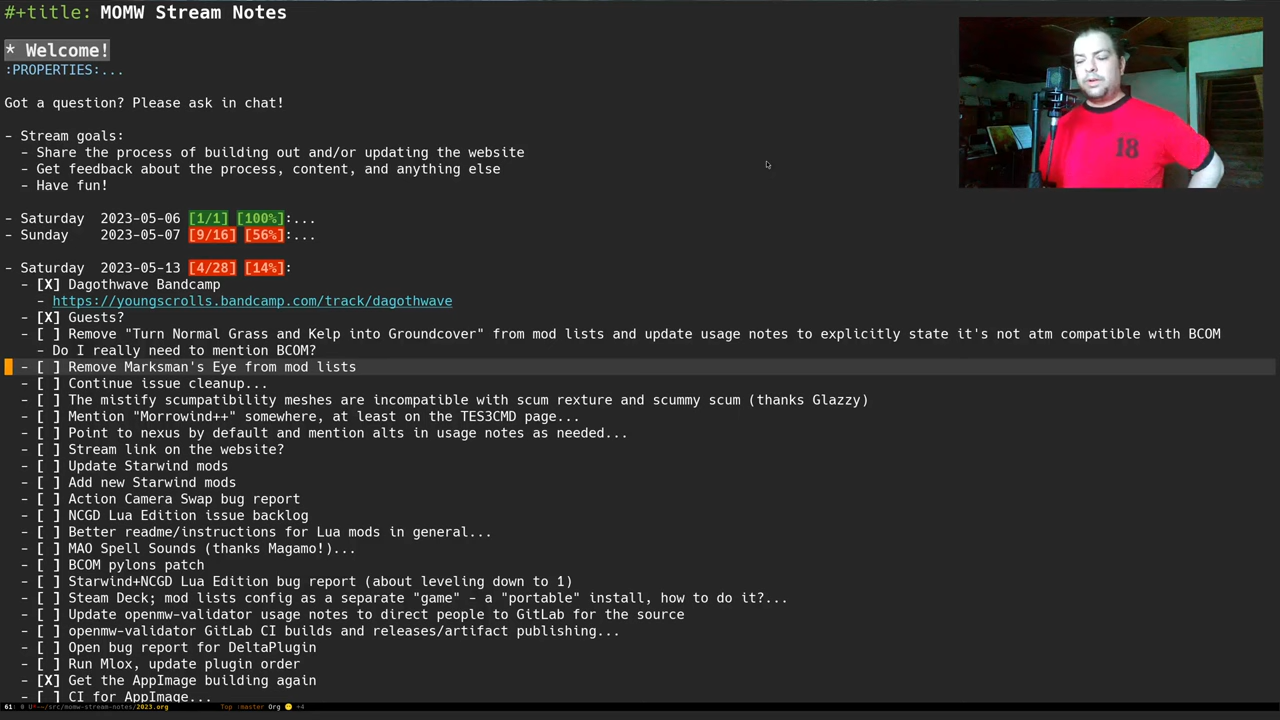 #+title: MOMW Stream Notes
* Welcome!
:PROPERTIES:...
Got a question? Please ask in chat!
- Stream goals:
- Share the process of building out and/or updating the website
- Get feedback about the process, content, and anything else
- Have fun!
- Saturday 2023-05-06 [1/1] [100%]:...
- Sunday 2023-05-07 [9/16] [56%]:...
- Saturday 2023-05-13 [4/28] [14%]:
- [X] Dagothwave Bandcamp
- https://youngscrolls.bandcamp.com/track/dagothwave
- [X] Guests?
- [ ] Remove "Turn Normal Grass and Kelp into Groundcover" from mod lists and update usage notes to explicitly state it's not atm compatible with BCOM
- Do I really need to mention BCOM?
- [ ] Remove Marksman's Eye from mod lists
- [ ] Continue issue cleanup...
- [ ] The mistify scumpatibility meshes are incompatible with scum rexture and scummy scum (thanks Glazzy)
- [ ] Mention "Morrowind++" somewhere, at least on the TES3CMD page...
- [ ] Point to nexus by default and mention alts in usage notes as needed...
- [ ] Stream link on the website?
- [ ] Update Starwind mods
- [ ] Add new Starwind mods
- [ ] Action Camera Swap bug report
- [ ] NCGD Lua Edition issue backlog
- [ ] Better readme/instructions for Lua mods in general...
- [ ] MAO Spell Sounds (thanks Magamo!)...
- [ ] BCOM pylons patch
- [ ] Starwind+NCGD Lua Edition bug report (about leveling down to 1)
- [ ] Steam Deck; mod lists config as a separate "game" - a "portable" install, how to do it?...
- [ ] Update openmw-validator usage notes to direct people to GitLab for the source
- [ ] openmw-validator GitLab CI builds and releases/artifact publishing...
- [ ] Open bug report for DeltaPlugin
- [ ] Run Mlox, update plugin order
- [X] Get the AppImage building again
- [ ] CI for AppImage...
61: 0 U*-~/src/momw-stream-notes/2023.org Top :master Org +4
18